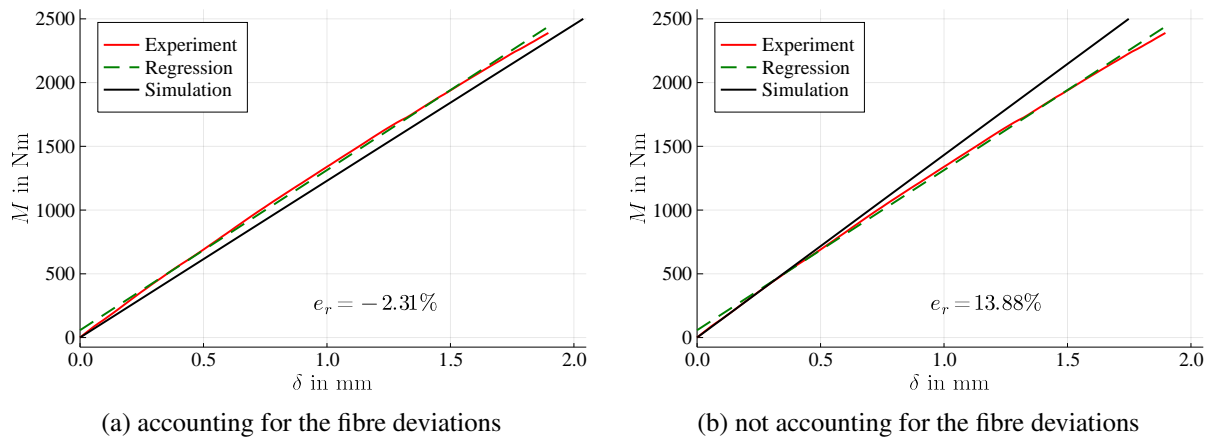 2500
2000
1500
1000
500
0
M in Nm
Experiment
Regression
Simulation
e_r = −2.31%
0.0 0.5 1.0 1.5 2.0
δ in mm
(a) accounting for the fibre deviations
2500
2000
1500
1000
500
0
M in Nm
Experiment
Regression
Simulation
e_r = 13.88%
0.0 0.5 1.0 1.5 2.0
δ in mm
(b) not accounting for the fibre deviations